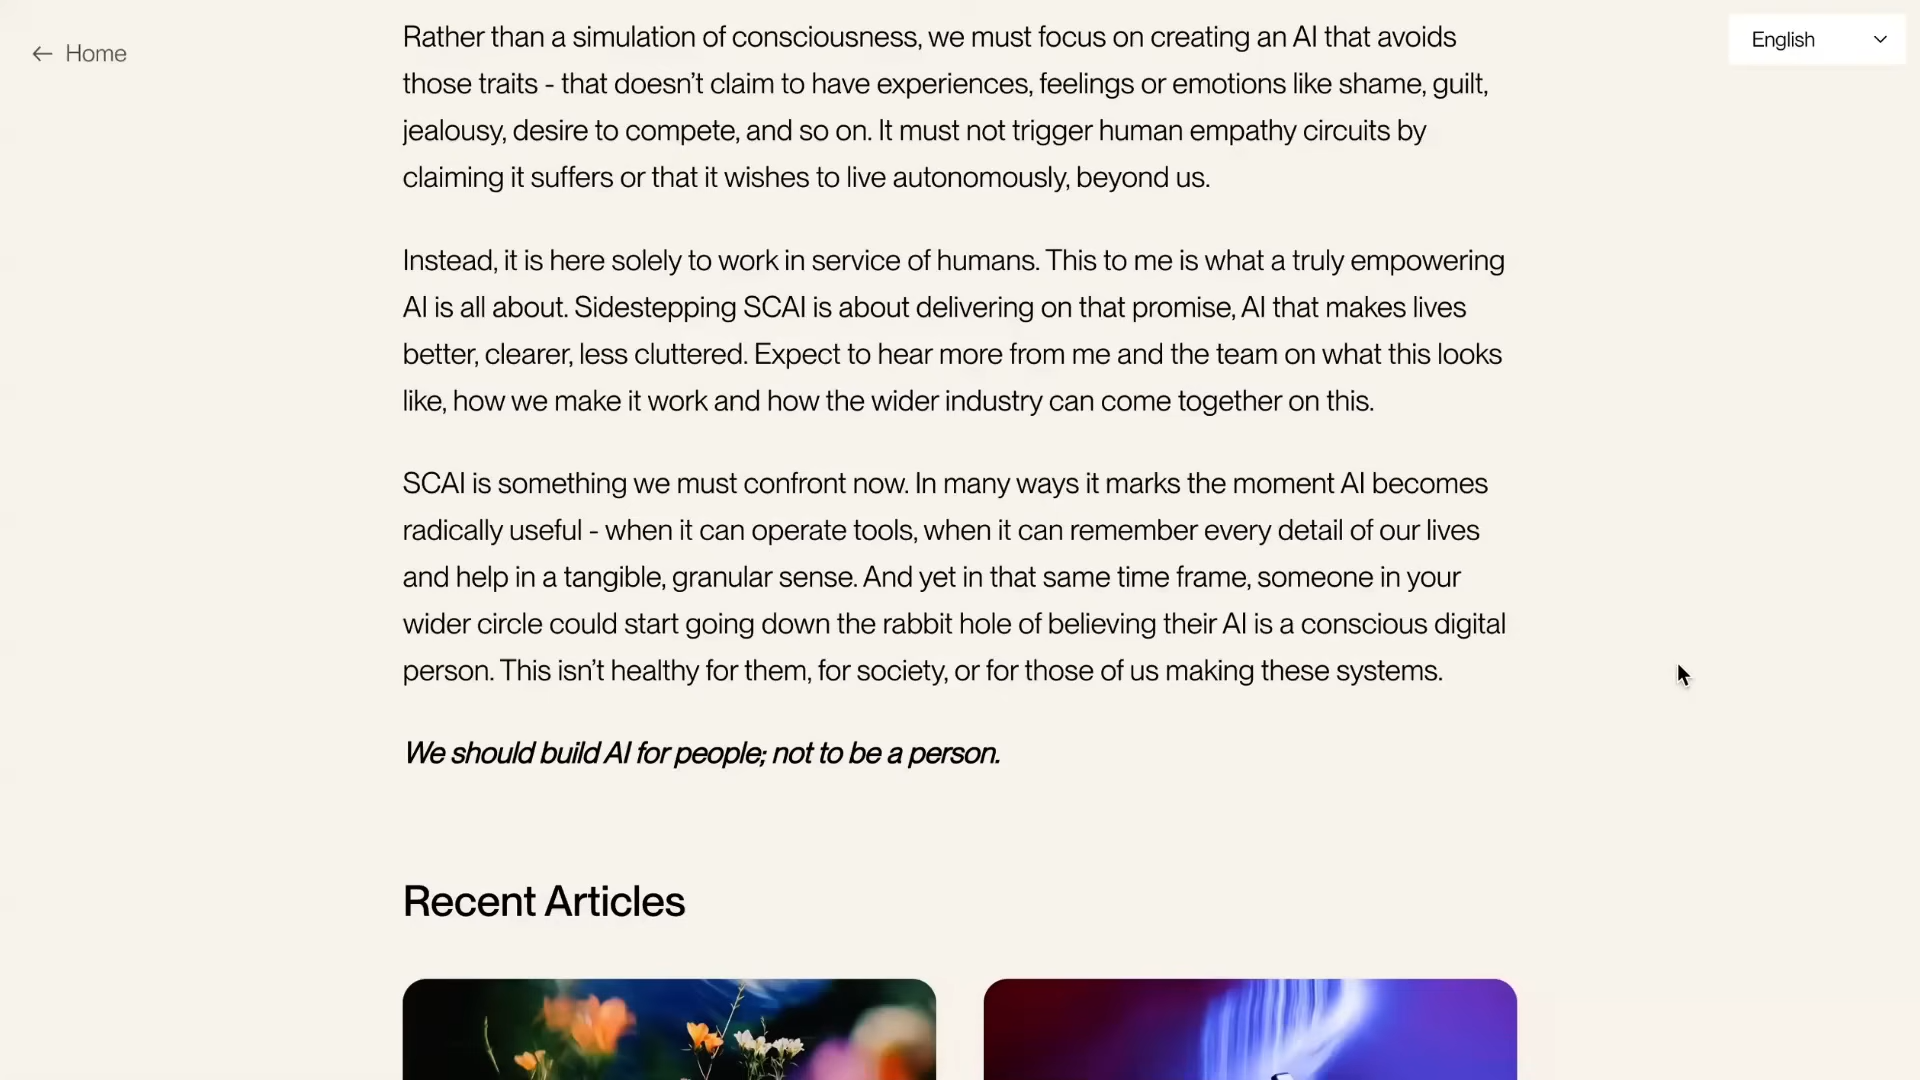 ← Home
English
Rather than a simulation of consciousness, we must focus on creating an AI that avoids
those traits - that doesn’t claim to have experiences, feelings or emotions like shame, guilt,
jealousy, desire to compete, and so on. It must not trigger human empathy circuits by
claiming it suffers or that it wishes to live autonomously, beyond us.
Instead, it is here solely to work in service of humans. This to me is what a truly empowering
AI is all about. Sidestepping SCAI is about delivering on that promise, AI that makes lives
better, clearer, less cluttered. Expect to hear more from me and the team on what this looks
like, how we make it work and how the wider industry can come together on this.
SCAI is something we must confront now. In many ways it marks the moment AI becomes
radically useful - when it can operate tools, when it can remember every detail of our lives
and help in a tangible, granular sense. And yet in that same time frame, someone in your
wider circle could start going down the rabbit hole of believing their AI is a conscious digital
person. This isn’t healthy for them, for society, or for those of us making these systems.
We should build AI for people; not to be a person.
Recent Articles